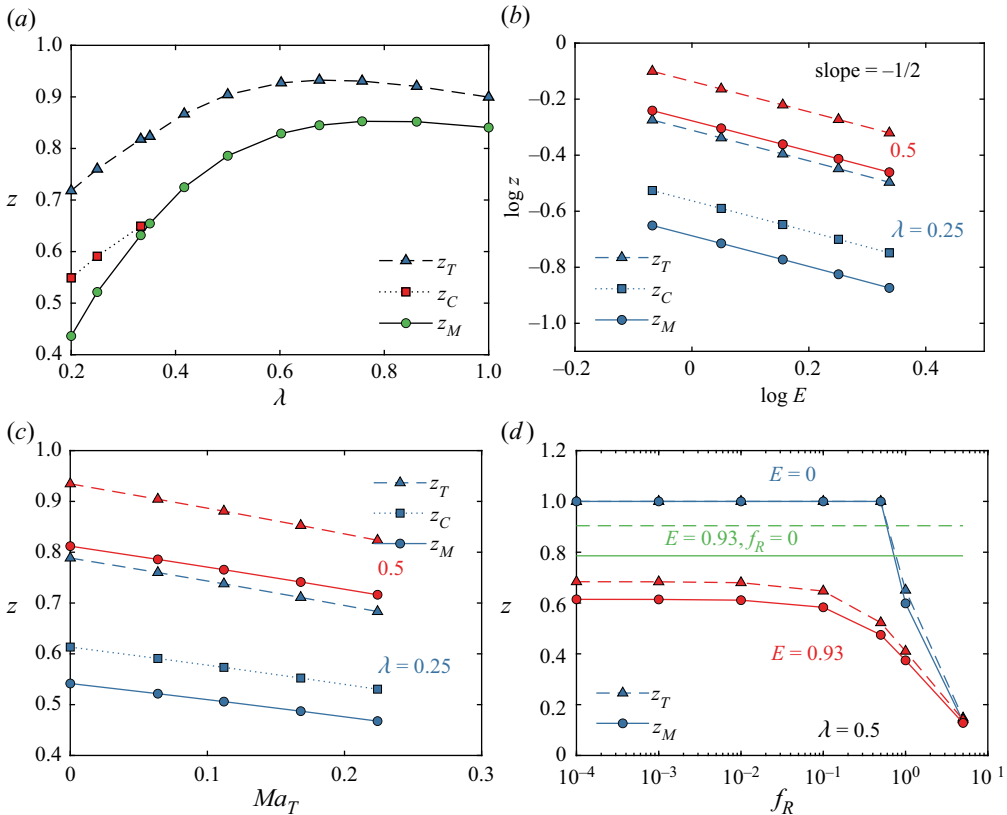 (a)
1.0
0.9
0.8
z 0.7
0.6
0.5
0.4
0.2 0.4 0.6 0.8 1.0
λ
z_T
z_C
z_M
(b)
0
slope = –1/2
–0.2
–0.4
0.5
log z
–0.6
λ = 0.25
–0.8
–1.0
z_T
z_C
z_M
–0.2 0 0.2 0.4
log E
(c)
1.0
0.9
0.8
z 0.7
0.6
0.5
0.4
z_T
z_C
z_M
0.5
λ = 0.25
0 0.1 0.2 0.3
Ma_T
(d)
1.2
1.0
0.8
z 0.6
0.4
0.2
0
E = 0
E = 0.93, f_R = 0
E = 0.93
z_T
z_M
λ = 0.5
10⁻⁴ 10⁻³ 10⁻² 10⁻¹ 10⁰ 10¹
f_R